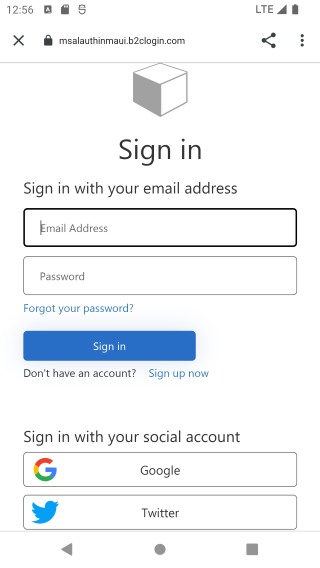 12:56
LTE
msalauthinmaui.b2clogin.com
Sign in
Sign in with your email address
Email Address
Password
Forgot your password?
Sign in
Don't have an account? Sign up now
Sign in with your social account
Google
Twitter